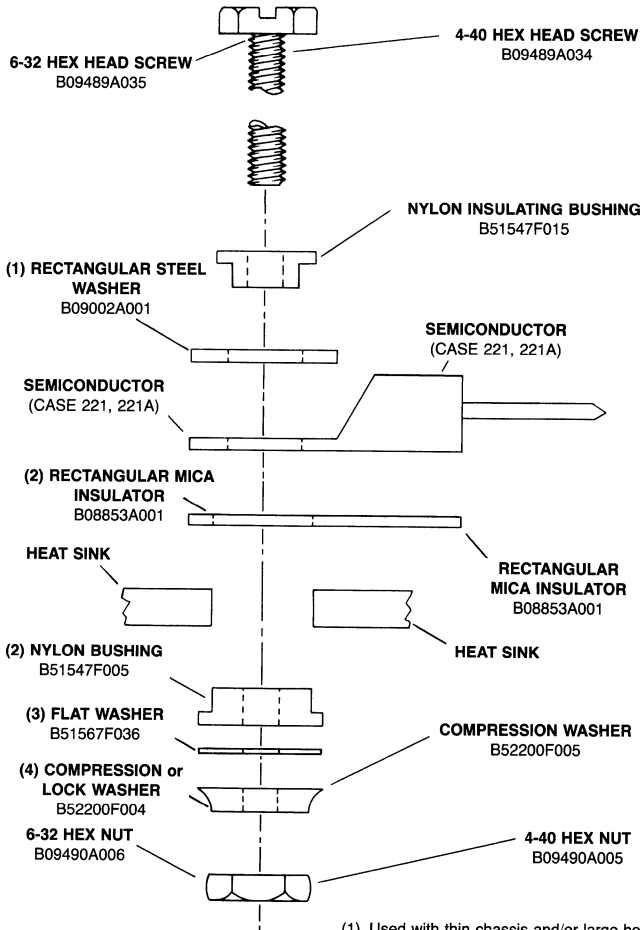 4-40 HEX HEAD SCREW
B09489A034
6-32 HEX HEAD SCREW
B09489A035
NYLON INSULATING BUSHING
B51547F015
(1) RECTANGULAR STEEL
WASHER
B09002A001
SEMICONDUCTOR
(CASE 221, 221A)
SEMICONDUCTOR
(CASE 221, 221A)
(2) RECTANGULAR MICA
INSULATOR
B08853A001
HEAT SINK
RECTANGULAR
MICA INSULATOR
B08853A001
HEAT SINK
(2) NYLON BUSHING
B51547F005
(3) FLAT WASHER
B51567F036
COMPRESSION WASHER
B52200F005
(4) COMPRESSION or
LOCK WASHER
B52200F004
6-32 HEX NUT
B09490A006
4-40 HEX NUT
B09490A005
(1) Used with thin chassis and/or large